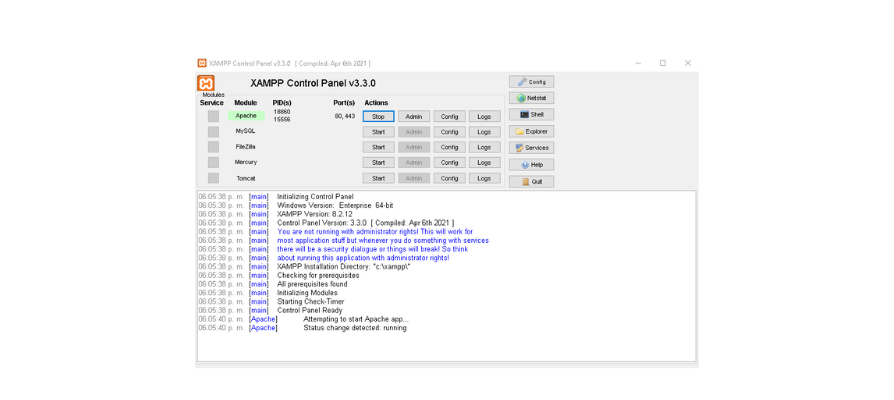 XAMPP Control Panel v3.3.0 [ Compiled: Apr 6th 2021 ]
XAMPP Control Panel v3.3.0
Config
Modules
Service Module PID(s) Port(s) Actions
Netstat
Apache 18860 15556 80, 443 Stop Admin Config Logs
Shell
MySQL Start Admin Config Logs
Explorer
FileZilla Start Admin Config Logs
Services
Mercury Start Admin Config Logs
Help
Tomcat Start Admin Config Logs
Quit
06:05:38 p. m. [main] Initializing Control Panel
06:05:38 p. m. [main] Windows Version: Enterprise 64-bit
06:05:38 p. m. [main] XAMPP Version: 8.2.12
06:05:38 p. m. [main] Control Panel Version: 3.3.0 [ Compiled: Apr 6th 2021 ]
06:05:38 p. m. [main] You are not running with administrator rights! This will work for
06:05:38 p. m. [main] most application stuff but whenever you do something with services
06:05:38 p. m. [main] there will be a security dialogue or things will break! So think
06:05:38 p. m. [main] about running this application with administrator rights!
06:05:38 p. m. [main] XAMPP Installation Directory: "c:\xampp\"
06:05:38 p. m. [main] Checking for prerequisites
06:05:38 p. m. [main] All prerequisites found
06:05:38 p. m. [main] Initializing Modules
06:05:38 p. m. [main] Starting Check-Timer
06:05:38 p. m. [main] Control Panel Ready
06:05:40 p. m. [Apache] Attempting to start Apache app...
06:05:40 p. m. [Apache] Status change detected: running